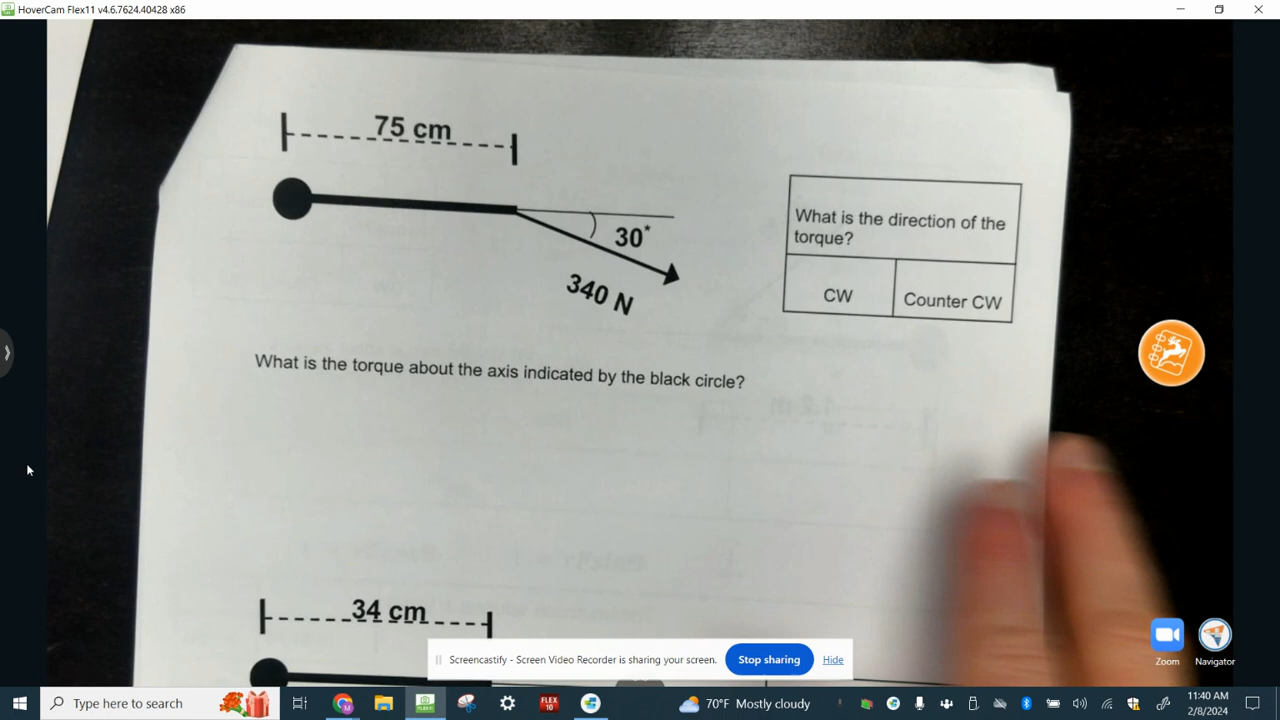 HoverCam Flex11 v4.6.7624.40428 x86
75 cm
30*
340 N
What is the direction of the
torque?
CW
Counter CW
What is the torque about the axis indicated by the black circle?
34 cm
Screencastify - Screen Video Recorder is sharing your screen.
Stop sharing
Hide
Zoom
Navigator
Type here to search
FLEX
10
70°F Mostly cloudy
11:40 AM
2/8/2024